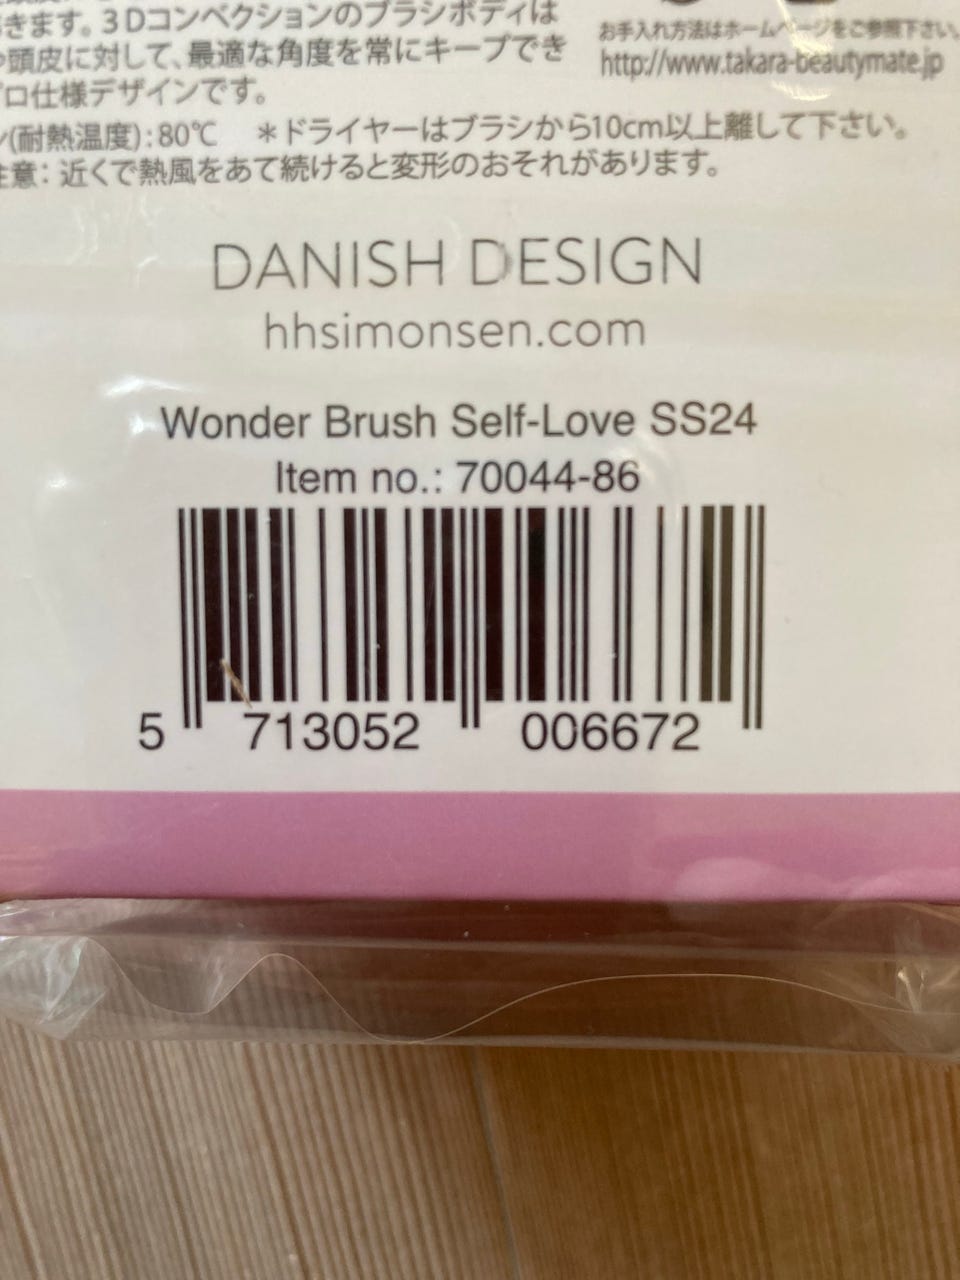 きます。3Dコンベクションのブラシボディは
頭皮に対して、最適な角度を常にキープでき
プロ仕様デザインです。
お手入れ方法はホームページをご参照下さい。
http://www.takara-beautymate.jp
(耐熱温度):80℃ ＊ドライヤーはブラシから10cm以上離して下さい。
注意：近くで熱風をあて続けると変形のおそれがあります。
DANISH DESIGN
hhsimonsen.com
Wonder Brush Self-Love SS24
Item no.: 70044-86
5 713052 006672